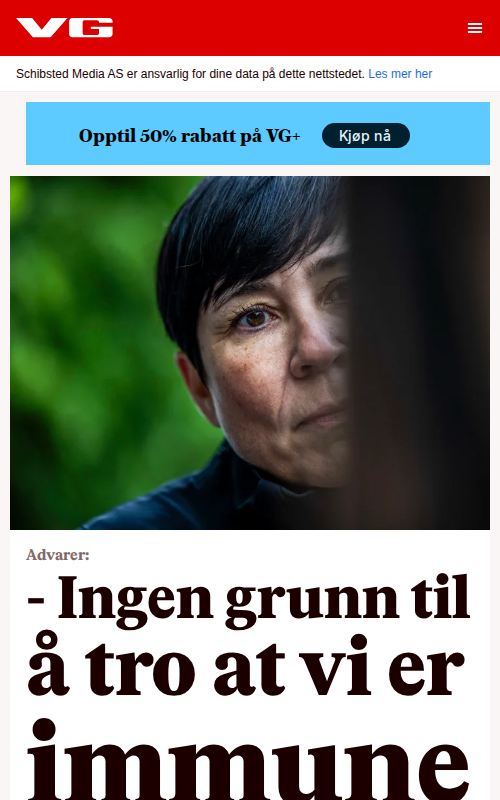 VG
Schibsted Media AS er ansvarlig for dine data på dette nettstedet. Les mer her
Opptil 50% rabatt på VG+ Kjøp nå
Advarer:
- Ingen grunn til
å tro at vi er
immune